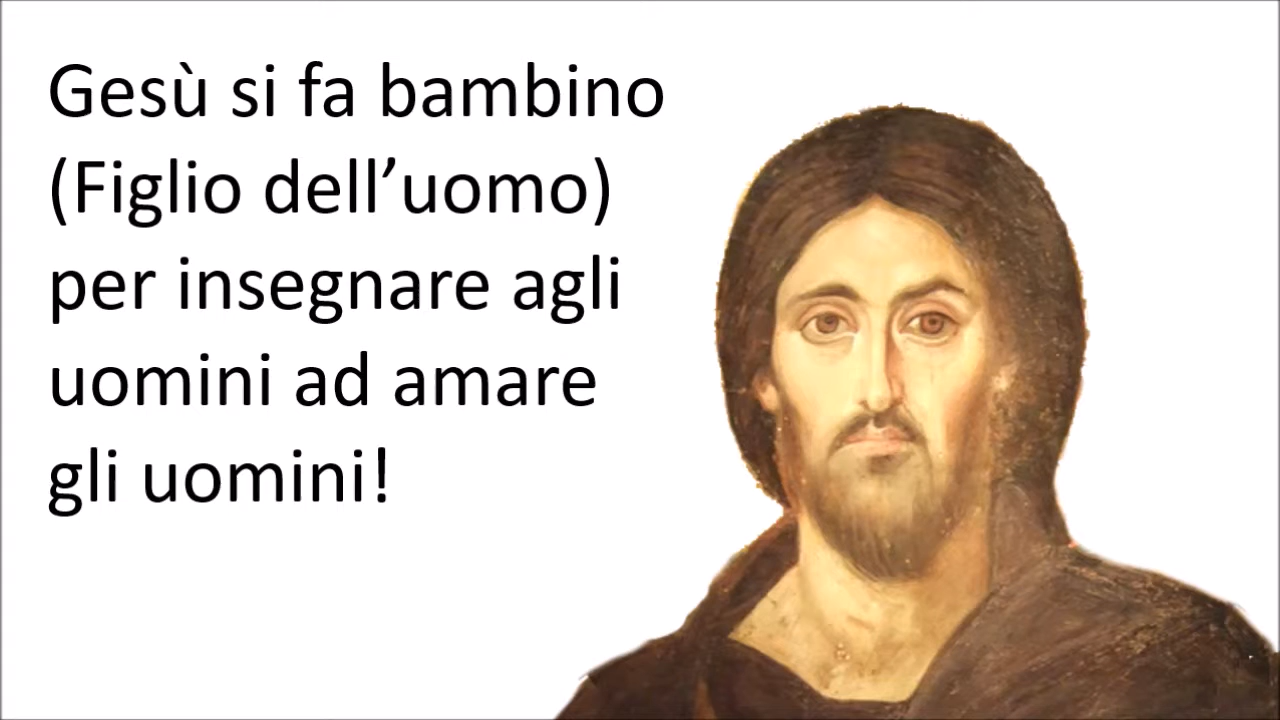 Gesù si fa bambino
(Figlio dell’uomo)
per insegnare agli
uomini ad amare
gli uomini!